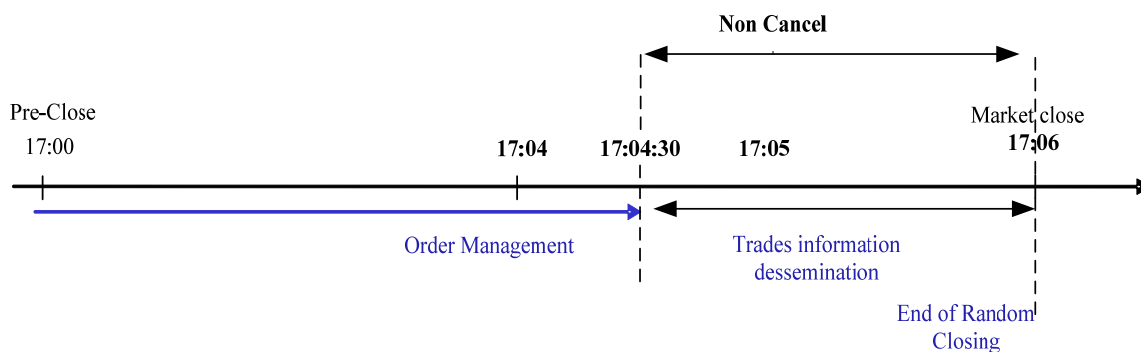 Non Cancel
Pre-Close
Market close
17:00
17:04
17:04:30
17:05
17:06
Order Management
Trades information
dessemination
End of Random
Closing